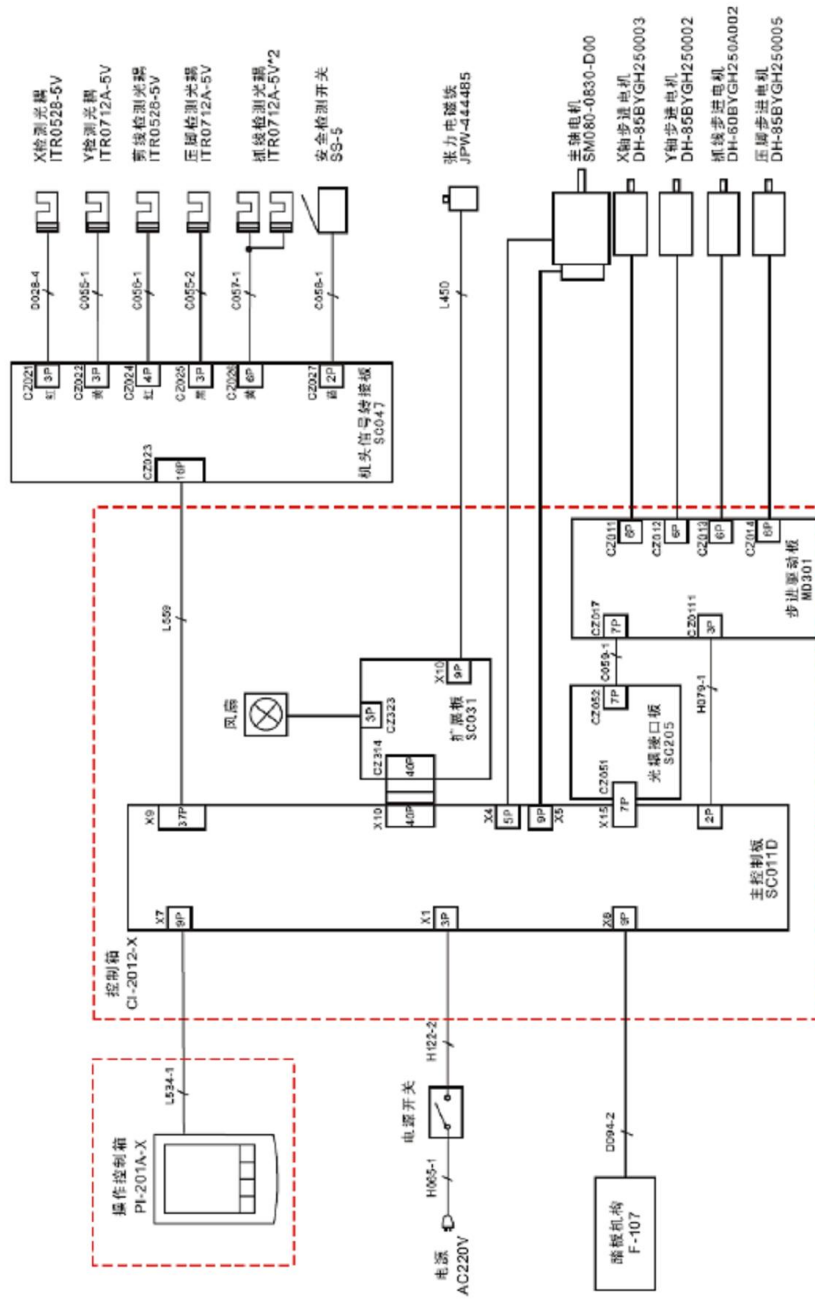 X检测光耦
ITR0528-5V
Y检测光耦
ITR0712A-5V
剪线检测光耦
ITR0528-5V
压脚检测光耦
ITR0712A-5V
抓线检测光耦
ITR0712A-5V*2
安全检测开关
SS-5
张力电磁铁
JPW-444485
主轴电机
SM080-0830-D00
X轴步进电机
DH-85BYGH250003
Y轴步进电机
DH-85BYGH250002
抓线步进电机
DH-60BYGH250A002
压脚步进电机
DH-85BYGH250005
D028-4
C055-1
C056-1
C055-2
C057-1
C058-1
L450
CZ021
3P
红
CZ022
3P
黄
CZ024
4P
红
CZ025
3P
黑
CZ026
6P
黄
CZ027
2P
CZ023
16P
机头信号转接板
SC047
L559
风扇
3P
CZ323
X10
9P
CZ314
40P
扩展板
SC031
CZ011
6P
CZ012
6P
CZ013
6P
CZ014
6P
CZ017
7P
CZ0111
3P
步进驱动板
MD301
C059-1
H079-1
CZ052
7P
CZ051
光耦接口板
SC205
X9
37P
X10
40P
X4
5P
9P
X5
X15
7P
2P
主控制板
SC011D
X7
9P
X1
3P
X8
9P
控制箱
CI-2012-X
L534-1
H122-2
D094-2
操作控制箱
PI-201A-X
电源开关
H065-1
电源
AC220V
踏板机构
F-107